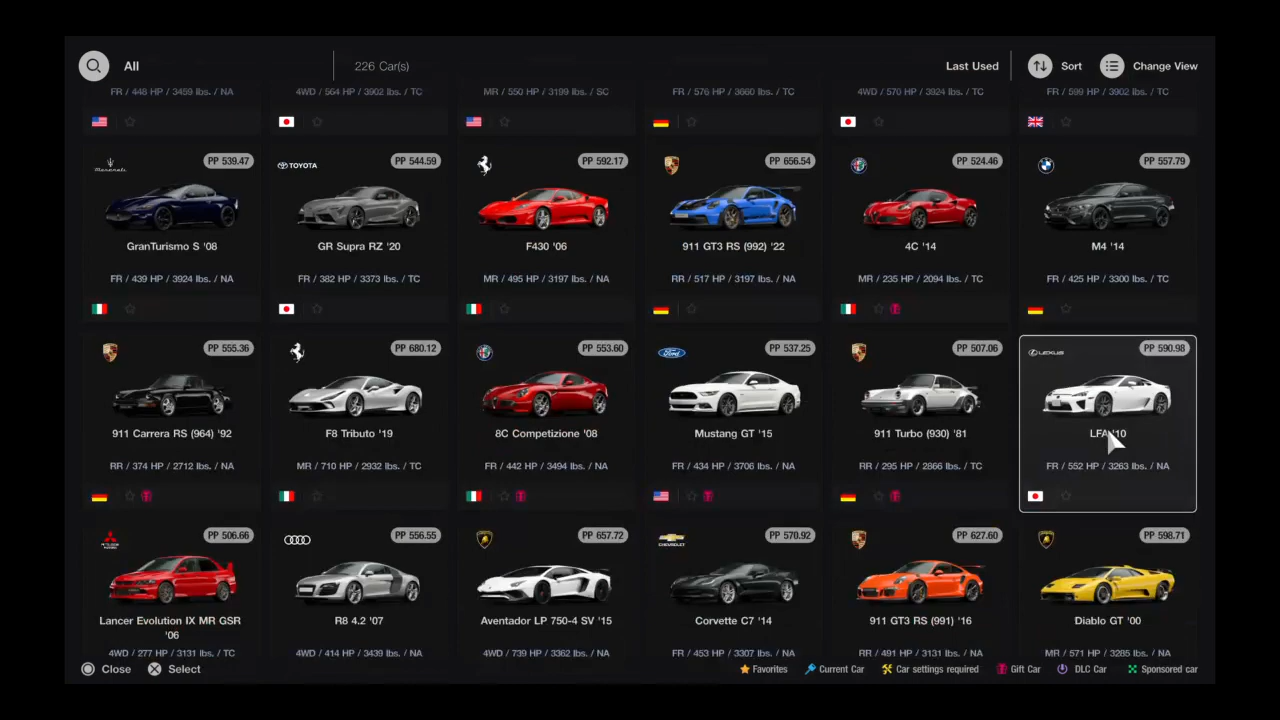 All
226 Car(s)
Last Used
Sort
Change View
FR / 448 HP / 3459 lbs. / NA
4WD / 564 HP / 3902 lbs. / TC
MR / 550 HP / 3199 lbs. / SC
FR / 576 HP / 3660 lbs. / TC
4WD / 570 HP / 3924 lbs. / TC
FR / 599 HP / 3902 lbs. / TC
Maserati
PP 539.47
GranTurismo S '08
FR / 439 HP / 3924 lbs. / NA
TOYOTA
PP 544.59
GR Supra RZ '20
FR / 382 HP / 3373 lbs. / TC
PP 592.17
F430 '06
MR / 495 HP / 3197 lbs. / NA
PP 656.54
911 GT3 RS (992) '22
RR / 517 HP / 3197 lbs. / NA
PP 524.46
4C '14
MR / 235 HP / 2094 lbs. / TC
PP 557.79
M4 '14
FR / 425 HP / 3300 lbs. / TC
PP 555.36
911 Carrera RS (964) '92
RR / 374 HP / 2712 lbs. / NA
PP 680.12
F8 Tributo '19
MR / 710 HP / 2932 lbs. / TC
PP 553.60
8C Competizione '08
FR / 442 HP / 3494 lbs. / NA
Ford
PP 537.25
Mustang GT '15
FR / 434 HP / 3706 lbs. / NA
PP 507.06
911 Turbo (930) '81
RR / 295 HP / 2866 lbs. / TC
LEXUS
PP 590.98
LFA '10
FR / 552 HP / 3263 lbs. / NA
MITSUBISHI
MOTORS
PP 506.66
Lancer Evolution IX MR GSR
'06
4WD / 277 HP / 3131 lbs. / TC
PP 556.55
R8 4.2 '07
4WD / 414 HP / 3439 lbs. / NA
PP 657.72
Aventador LP 750-4 SV '15
4WD / 739 HP / 3362 lbs. / NA
CHEVROLET
PP 570.92
Corvette C7 '14
FR / 453 HP / 3307 lbs. / NA
PP 627.60
911 GT3 RS (991) '16
RR / 491 HP / 3131 lbs. / NA
PP 598.71
Diablo GT '00
MR / 571 HP / 3285 lbs. / NA
Close
Select
Favorites
Current Car
Car settings required
Gift Car
DLC Car
Sponsored car